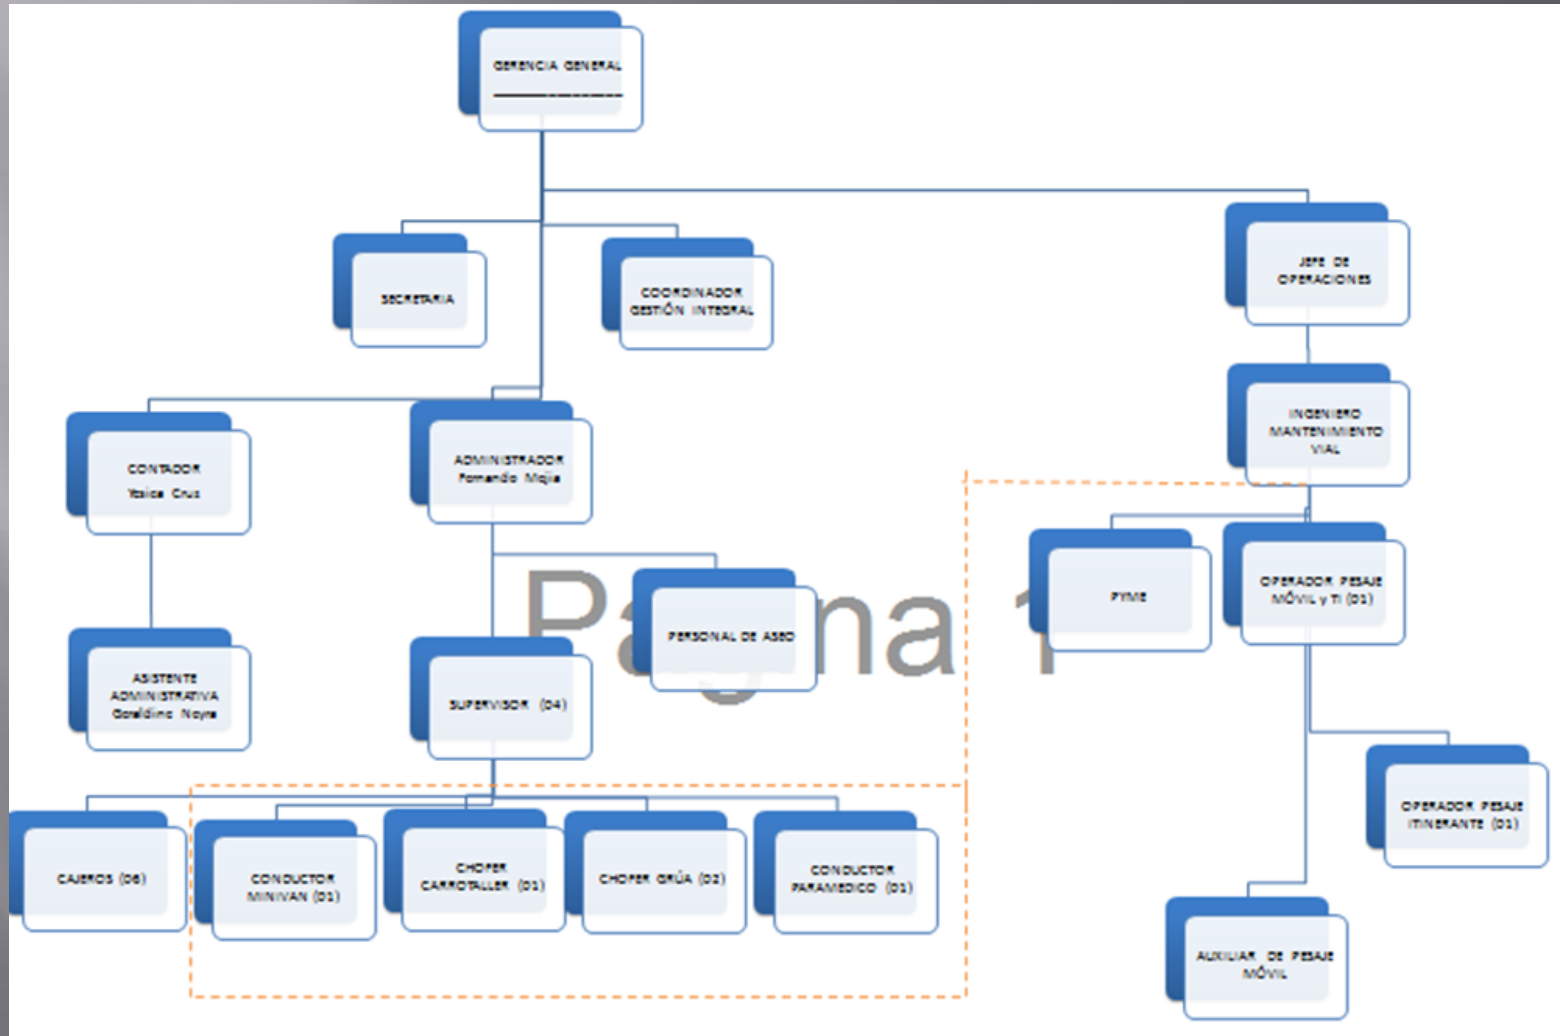 GERENCIA GENERAL
SECRETARIA
COORDINADOR
GESTIÓN INTEGRAL
JEFE DE
OPERACIONES
INGENIERO
MANTENIMIENTO
VIAL
CONTADOR
Yesica Cruz
ADMINISTRADOR
Fernando Mejia
PYME
OPERADOR PESAJE
MÓVIL y TI (01)
Página 1
PERSONAL DE ASEO
ASISTENTE
ADMINISTRATIVA
Geraldine Neyra
SUPERVISOR (04)
OPERADOR PESAJE
ITINERANTE (01)
CAJEROS (06)
CONDUCTOR
MINIVAN (01)
CHOFER
CARROTALLER (01)
CHOFER GRÚA (02)
CONDUCTOR
PARAMEDICO (01)
AUXILIAR DE PESAJE
MÓVIL